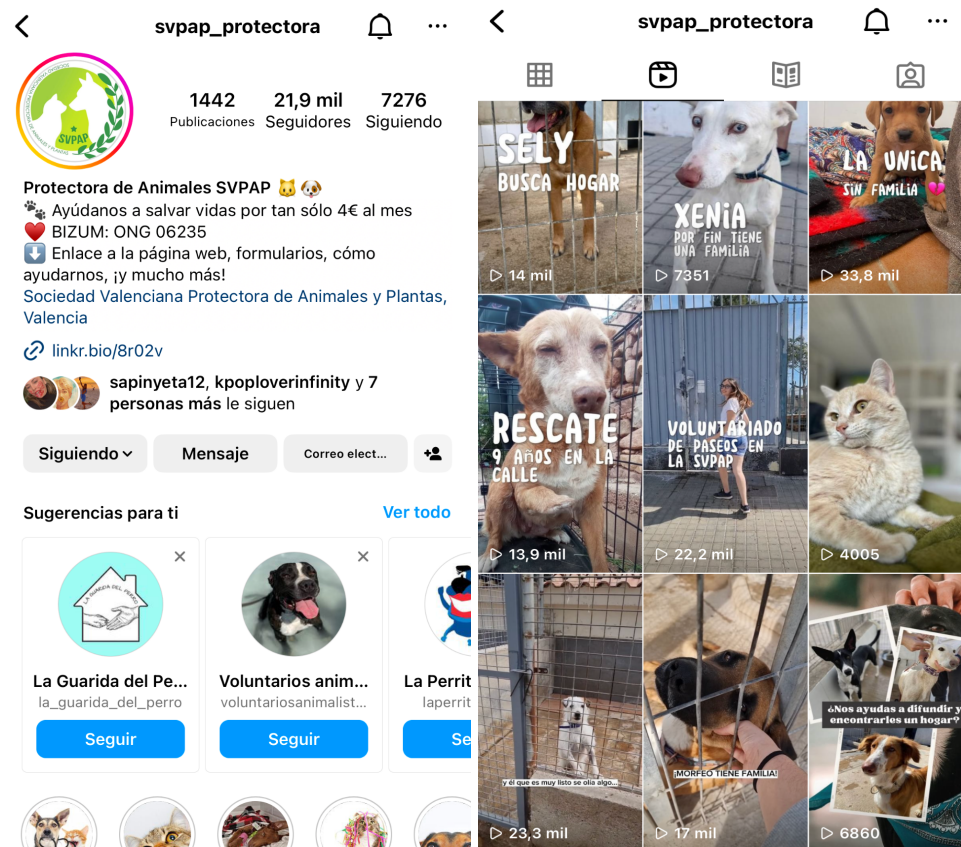 svpap_protectora
1442
21,9 mil
7276
Publicaciones
Seguidores
Siguiendo
SVPAP
Protectora de Animales SVPAP 🐱🐶
🐾 Ayúdanos a salvar vidas por tan sólo 4€ al mes
❤️ BIZUM: ONG 06235
⬇️ Enlace a la página web, formularios, cómo
ayudarnos, ¡y mucho más!
Sociedad Valenciana Protectora de Animales y Plantas,
Valencia
linkr.bio/8r02v
sapinyeta12, kpoploverinfinity y 7
personas más le siguen
Siguiendo
Mensaje
Correo elect...
Sugerencias para ti
Ver todo
LA GUARIDA DEL PERRO
La Guarida del Pe...
la_guarida_del_perro
Seguir
Voluntarios anim...
voluntariosanimalist...
Seguir
La Perrit
laperrit
Se
svpap_protectora
SELY
BUSCA HOGAR
14 mil
XENIA
POR FIN TIENE
UNA FAMILIA
7351
LA UNICA
SIN FAMILIA 💔
33,8 mil
RESCATE
9 AÑOS EN LA
CALLE
13,9 mil
VOLUNTARIADO
DE PASEOS EN
LA SVPAP
22,2 mil
4005
y él que es muy listo se olía algo...
23,3 mil
¡MORFEO TIENE FAMILIA!
17 mil
¿Nos ayudas a difundir y
encontrarles un hogar?
6860